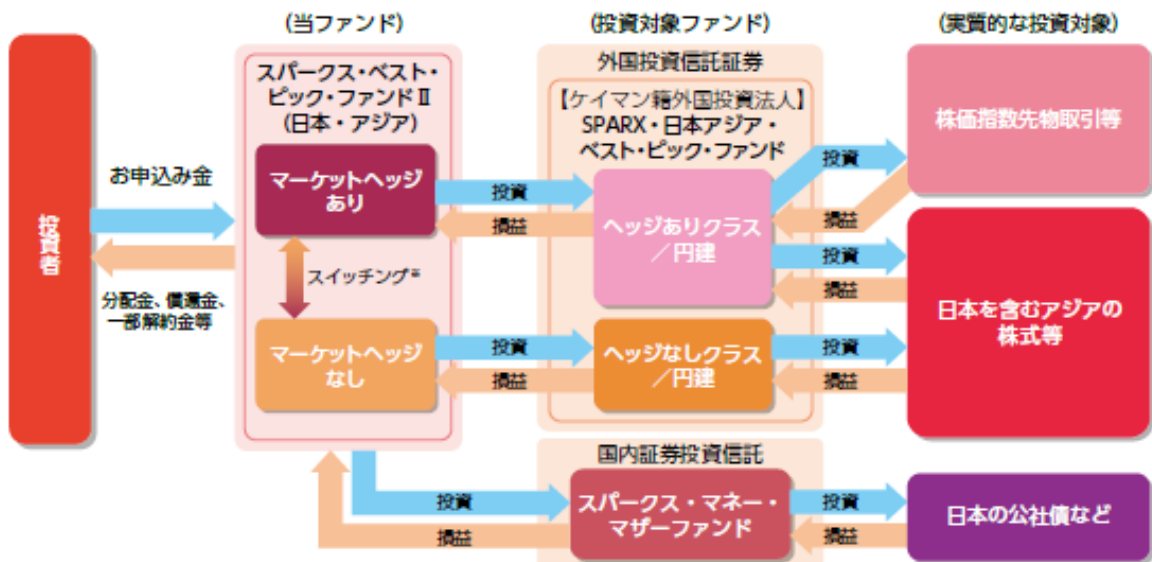 (当ファンド)
(投資対象ファンド)
(実質的な投資対象)
投資者
お申込み金
分配金、償還金、
一部解約金等
スパークス・ベスト・
ピック・ファンドⅡ
(日本・アジア)
マーケットヘッジ
あり
スイッチング※
マーケットヘッジ
なし
投資
損益
投資
損益
外国投資信託証券
【ケイマン籍外国投資法人】
SPARX・日本アジア・
ベスト・ピック・ファンド
ヘッジありクラス
/円建
ヘッジなしクラス
/円建
投資
損益
投資
損益
投資
損益
株価指数先物取引等
日本を含むアジアの
株式等
投資
損益
国内証券投資信託
スパークス・マネー・
マザーファンド
投資
損益
日本の公社債など